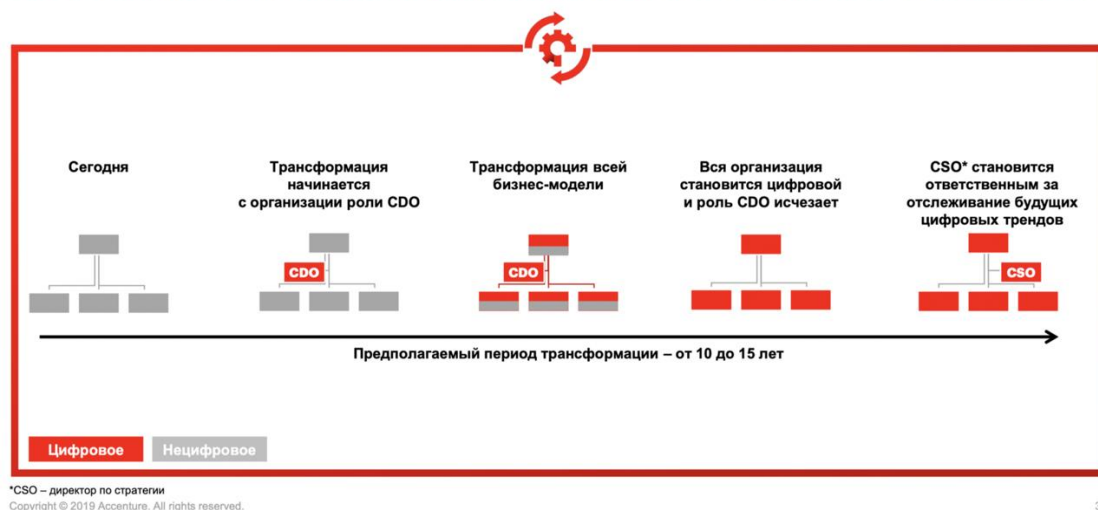 Сегодня
Трансформация
начинается
с организации роли CDO
Трансформация всей
бизнес-модели
Вся организация
становится цифровой
и роль CDO исчезает
CSO* становится
ответственным за
отслеживание будущих
цифровых трендов
CDO
CDO
CSO
Предполагаемый период трансформации – от 10 до 15 лет
Цифровое
Нецифровое
*CSO – директор по стратегии
Copyright © 2019 Accenture. All rights reserved.